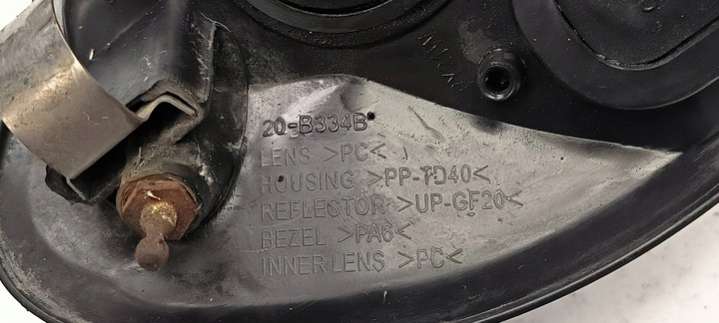 20-B334B
LENS >PC<
HOUSING >PP-TD40<
REFLECTOR >UP-GF20<
BEZEL >PA6<
INNER-LENS >PC<